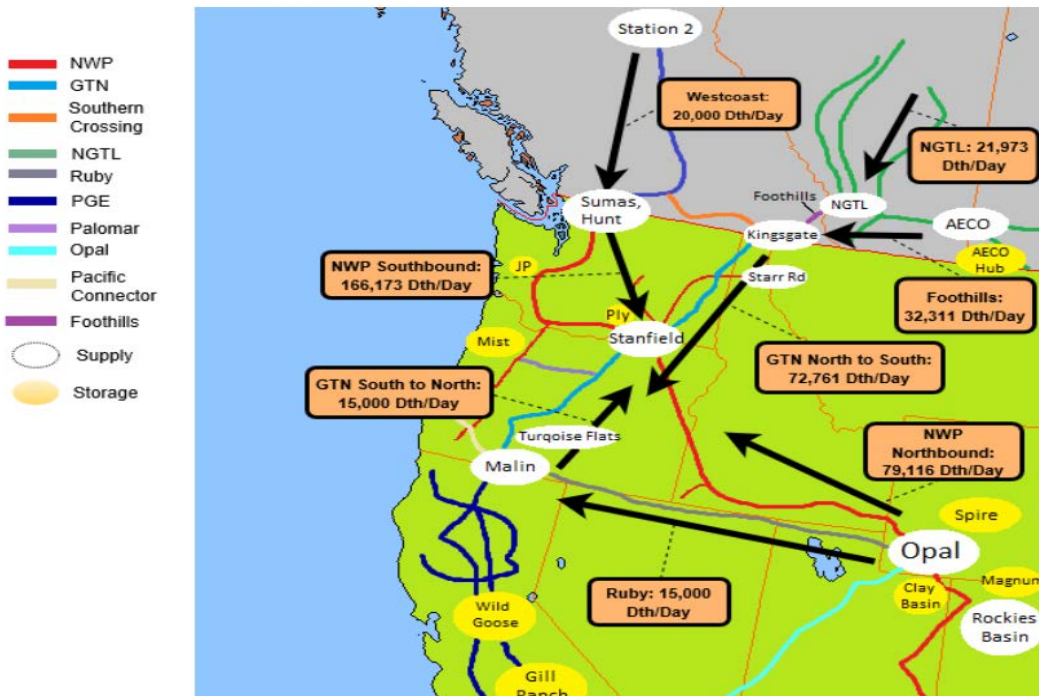 NWP
GTN
Southern
Crossing
NGTL
Ruby
PGE
Palomar
Opal
Pacific
Connector
Foothills
Supply
Storage
Station 2
Westcoast:
20,000 Dth/Day
NGTL: 21,973
Dth/Day
Foothills
NGTL
Sumas,
Hunt
Kingsgate
AECO
AECO
Hub
NWP Southbound:
166,173 Dth/Day
JP
Starr Rd
Foothills:
32,311 Dth/Day
Ply
Stanfield
Mist
GTN North to South:
72,761 Dth/Day
GTN South to North:
15,000 Dth/Day
Turqoise Flats
NWP
Northbound:
79,116 Dth/Day
Malin
Spire
Opal
Clay
Basin
Magnum
Ruby: 15,000
Dth/Day
Wild
Goose
Rockies
Basin
Gill
Ranch